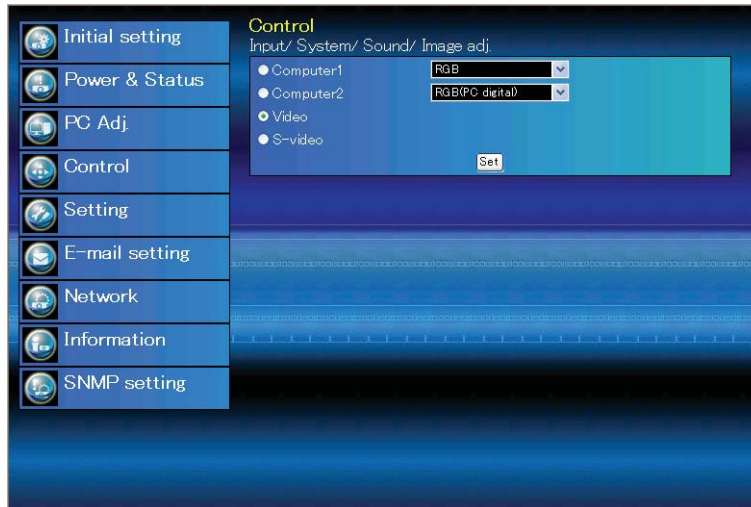 Initial setting
Power & Status
PC Adj.
Control
Setting
E-mail setting
Network
Information
SNMP setting
Control
Input/ System/ Sound/ Image adj.
Computer1 RGB
Computer2 RGB(PC digital)
Video
S-video
Set